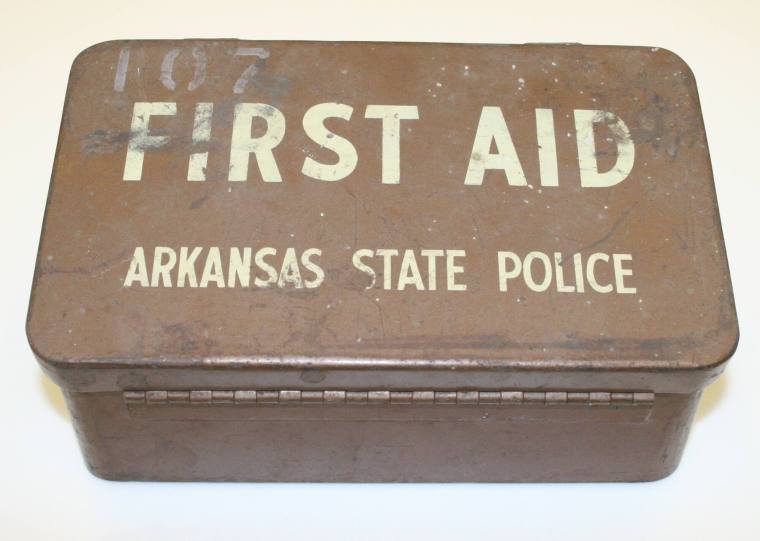 107
FIRST AID
ARKANSAS STATE POLICE